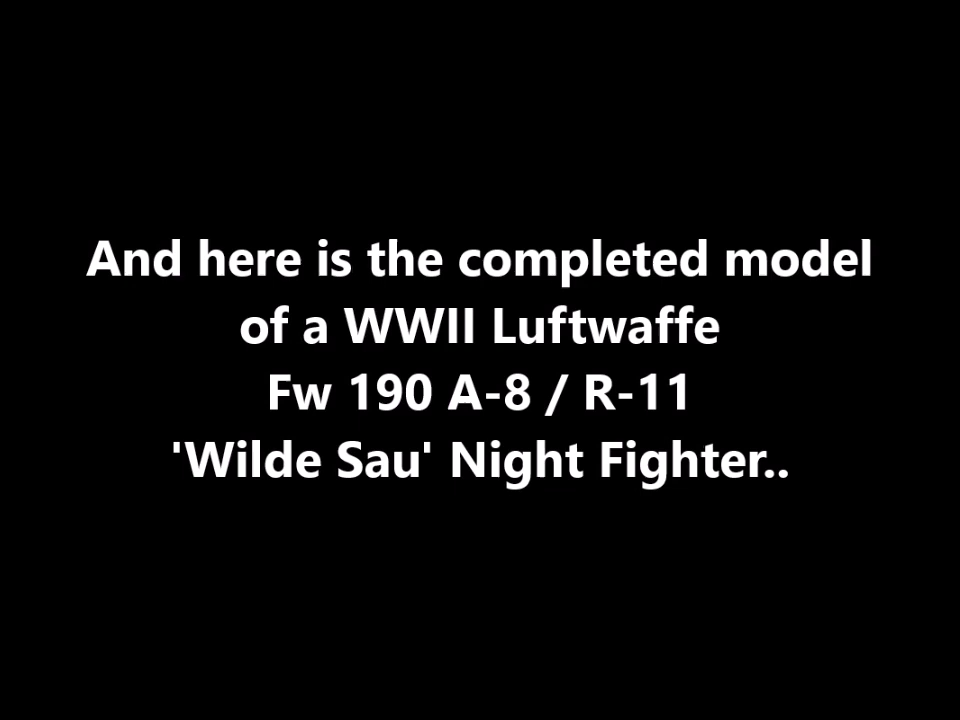 And here is the completed model
of a WWII Luftwaffe
Fw 190 A-8 / R-11
'Wilde Sau' Night Fighter..